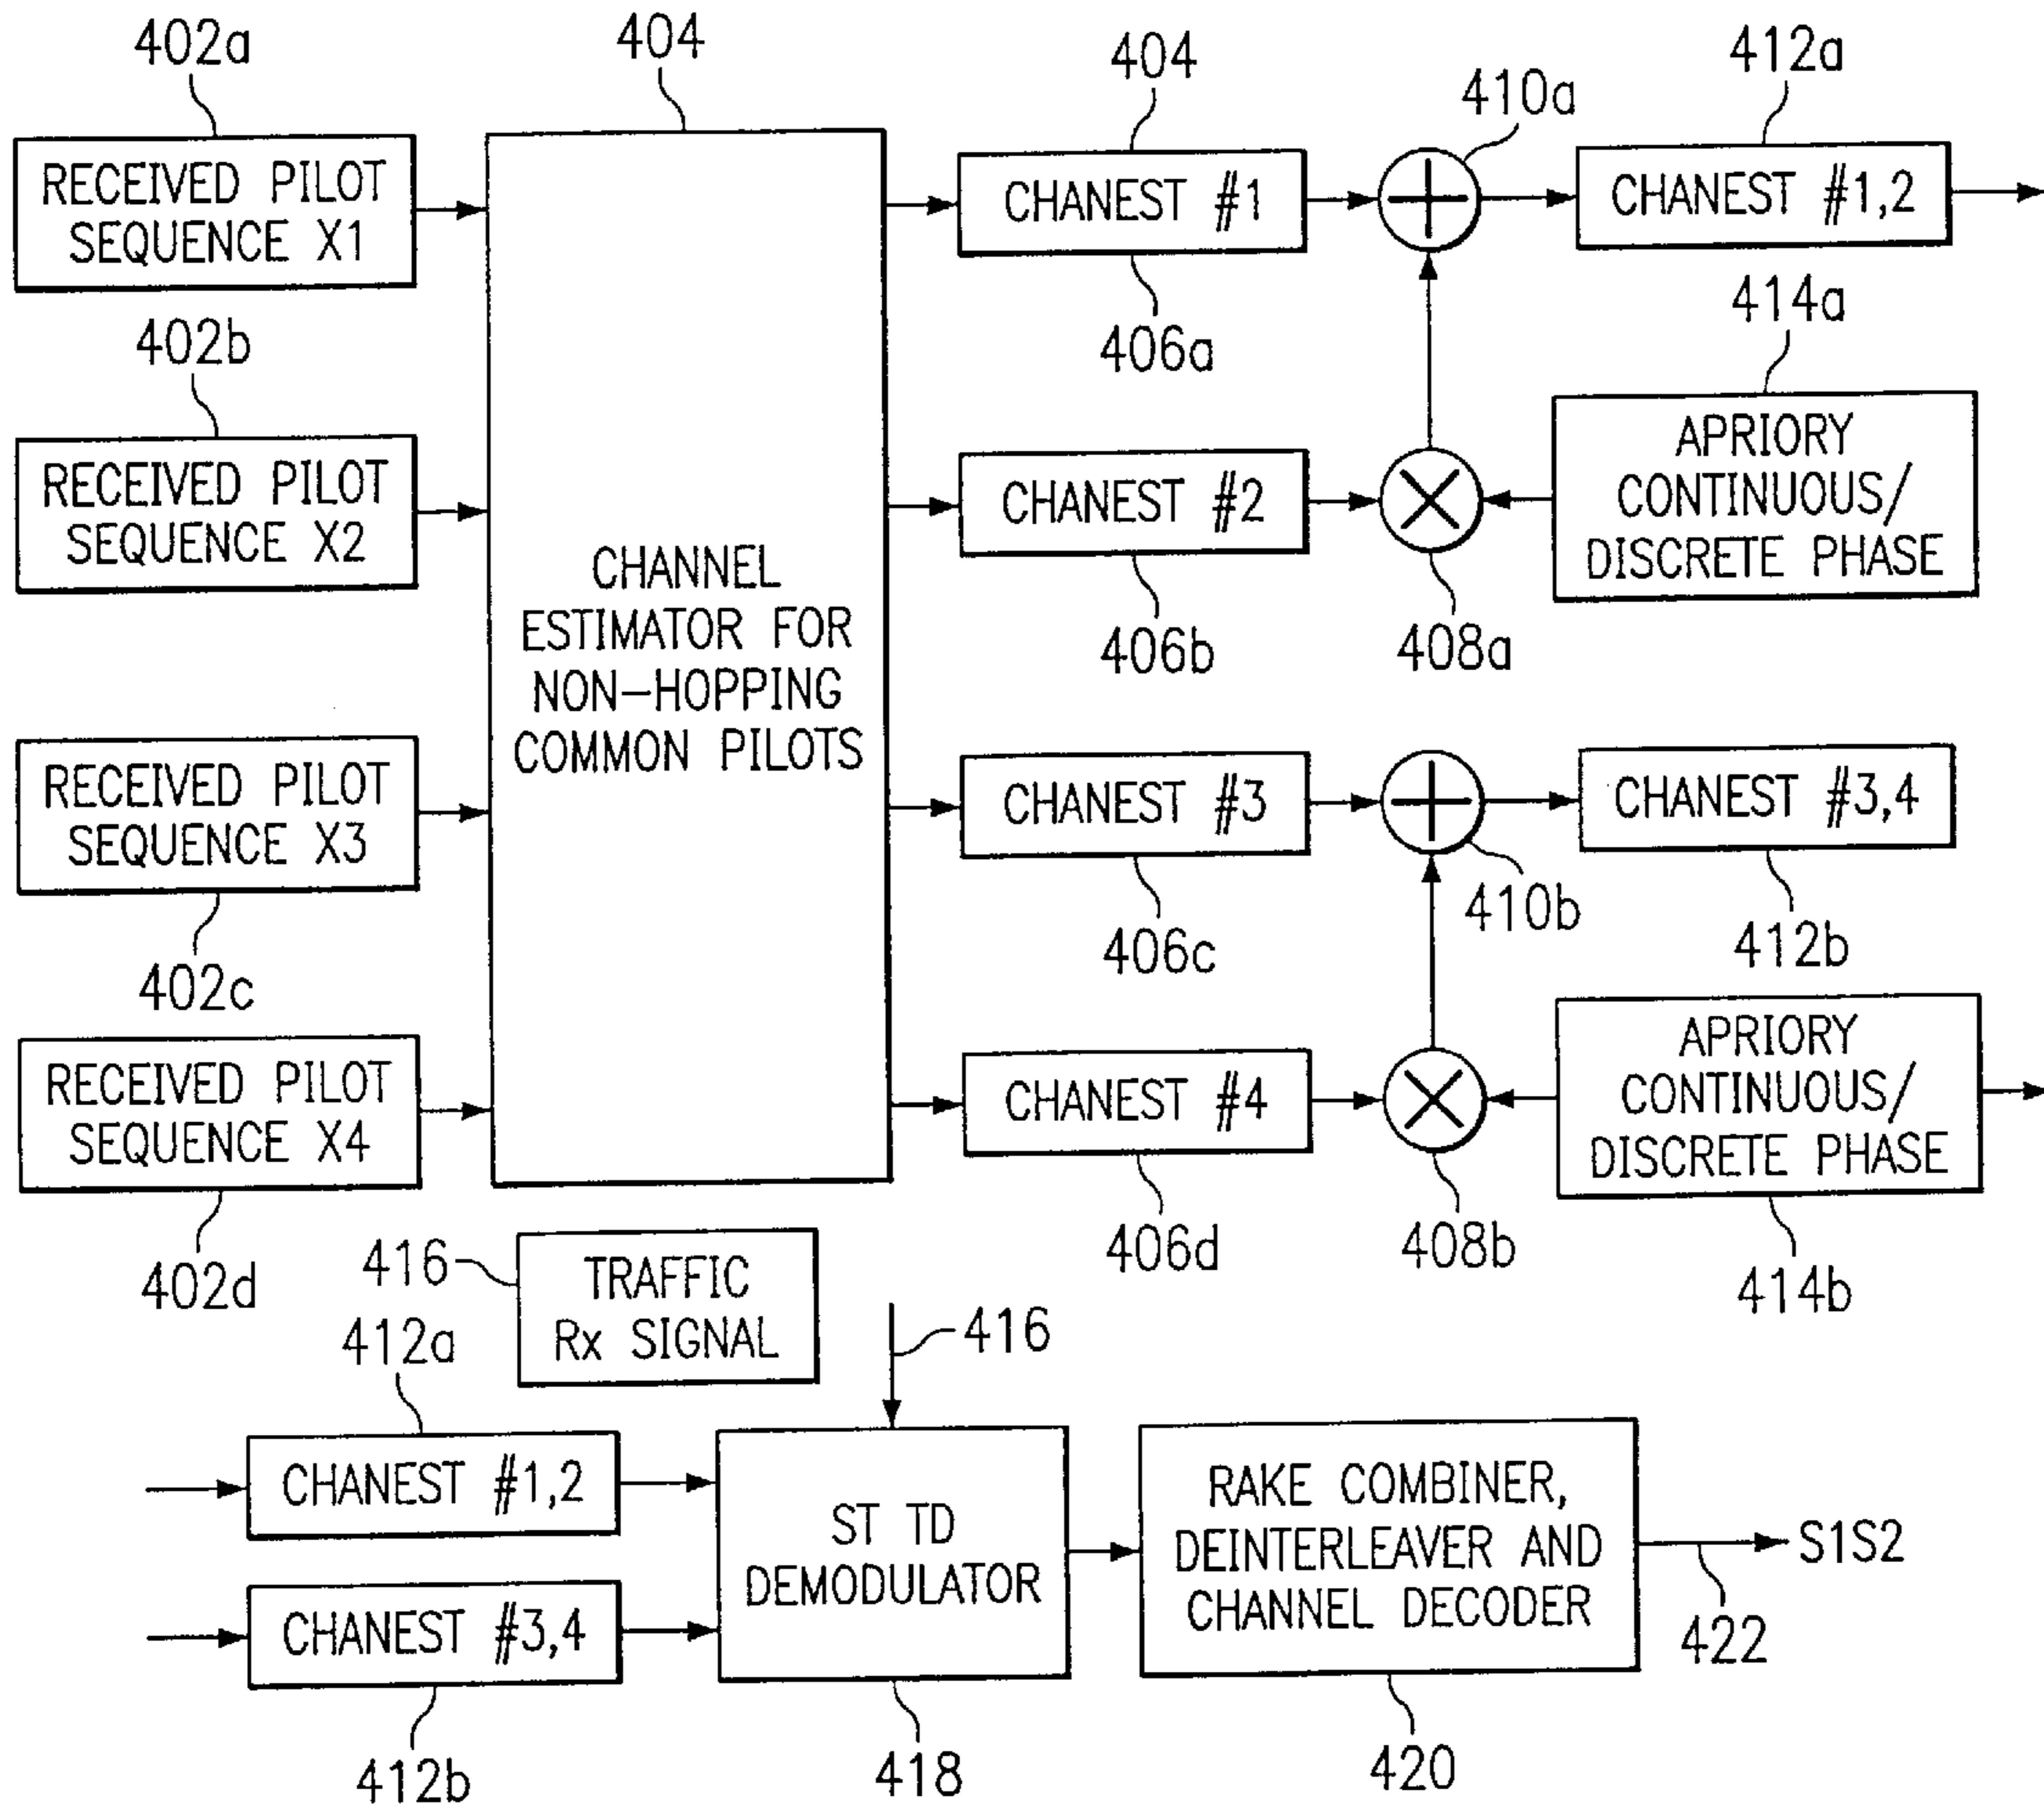 402a
404
404
412a
410a
RECEIVED PILOT
SEQUENCE X1
CHANEST #1
CHANEST #1,2
406a
414a
402b
RECEIVED PILOT
SEQUENCE X2
CHANEST #2
APRIORY
CONTINUOUS/
DISCRETE PHASE
406b
408a
CHANNEL
ESTIMATOR FOR
NON-HOPPING
COMMON PILOTS
RECEIVED PILOT
SEQUENCE X3
CHANEST #3
CHANEST #3,4
410b
402c
406c
412b
RECEIVED PILOT
SEQUENCE X4
CHANEST #4
APRIORY
CONTINUOUS/
DISCRETE PHASE
402d
406d
408b
414b
416
TRAFFIC
Rx SIGNAL
416
412a
CHANEST #1,2
CHANEST #3,4
412b
ST TD
DEMODULATOR
418
RAKE COMBINER,
DEINTERLEAVER AND
CHANNEL DECODER
420
S1S2
422